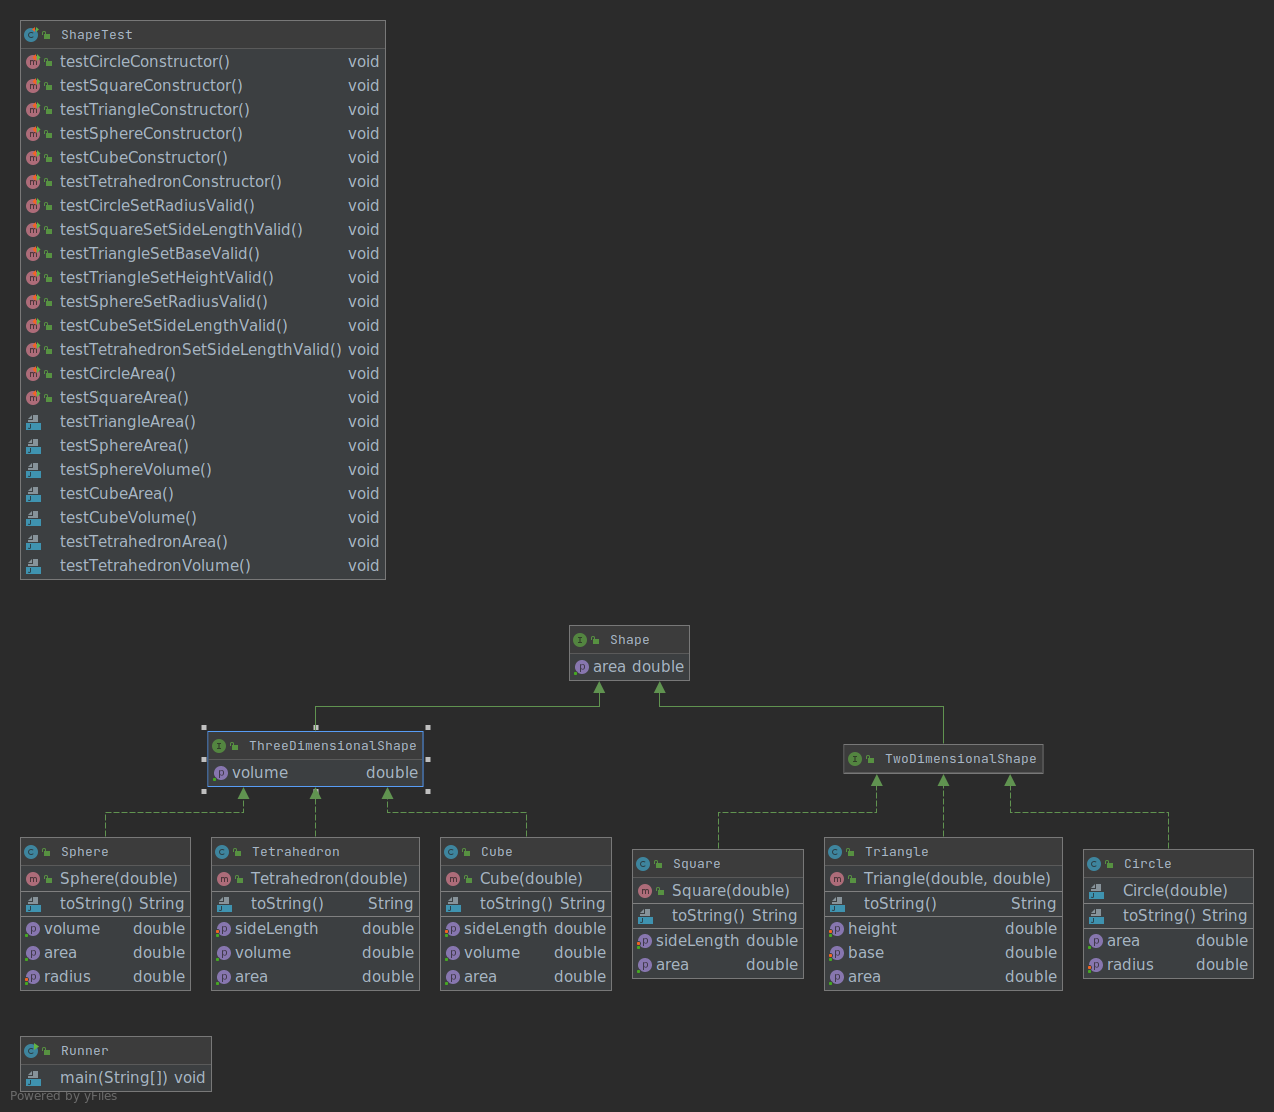 ShapeTest
testCircleConstructor() void
testSquareConstructor() void
testTriangleConstructor() void
testSphereConstructor() void
testCubeConstructor() void
testTetrahedronConstructor() void
testCircleSetRadiusValid() void
testSquareSetSideLengthValid() void
testTriangleSetBaseValid() void
testTriangleSetHeightValid() void
testSphereSetRadiusValid() void
testCubeSetSideLengthValid() void
testTetrahedronSetSideLengthValid() void
testCircleArea() void
testSquareArea() void
testTriangleArea() void
testSphereArea() void
testSphereVolume() void
testCubeArea() void
testCubeVolume() void
testTetrahedronArea() void
testTetrahedronVolume() void
Shape
area double
ThreeDimensionalShape
volume double
TwoDimensionalShape
Sphere
Sphere(double)
toString() String
volume double
area double
radius double
Tetrahedron
Tetrahedron(double)
toString() String
sideLength double
volume double
area double
Cube
Cube(double)
toString() String
sideLength double
volume double
area double
Square
Square(double)
toString() String
sideLength double
area double
Triangle
Triangle(double, double)
toString() String
height double
base double
area double
Circle
Circle(double)
toString() String
area double
radius double
Runner
main(String[]) void
Powered by yFiles